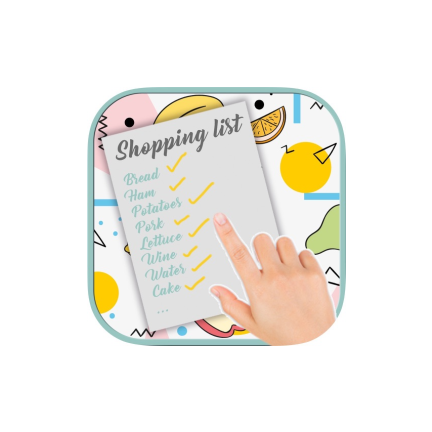 Shopping list
Bread
Ham
Potatoes
Pork
Lettuce
Wine
Water
Cake
...